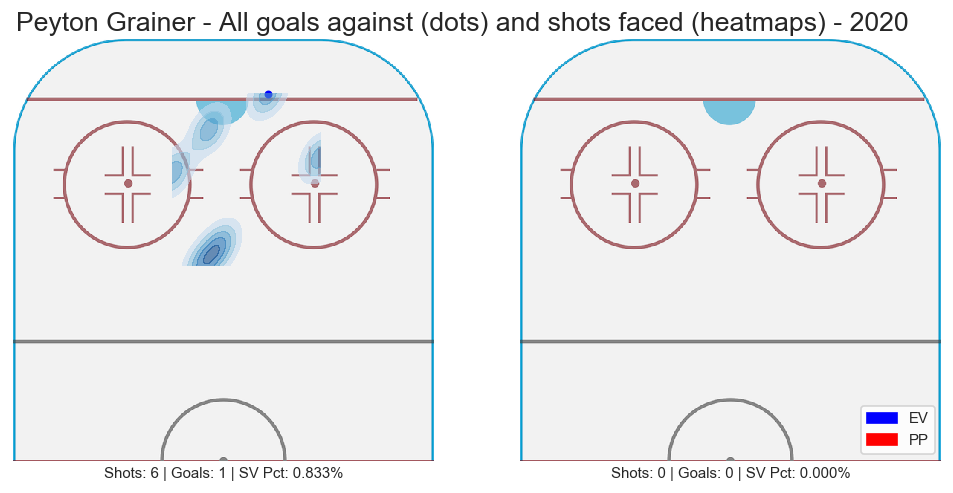 Peyton Grainer - All goals against (dots) and shots faced (heatmaps) - 2020
EV
PP
Shots: 6 | Goals: 1 | SV Pct: 0.833%
Shots: 0 | Goals: 0 | SV Pct: 0.000%